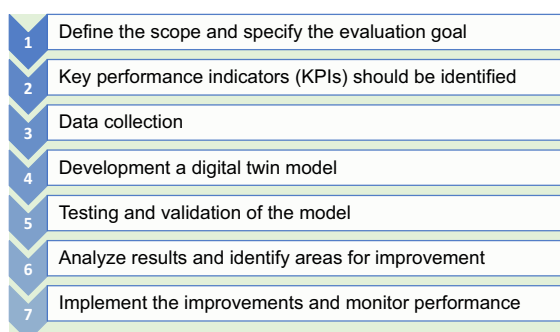 1 Define the scope and specify the evaluation goal
2 Key performance indicators (KPIs) should be identified
3 Data collection
4 Development a digital twin model
5 Testing and validation of the model
6 Analyze results and identify areas for improvement
7 Implement the improvements and monitor performance